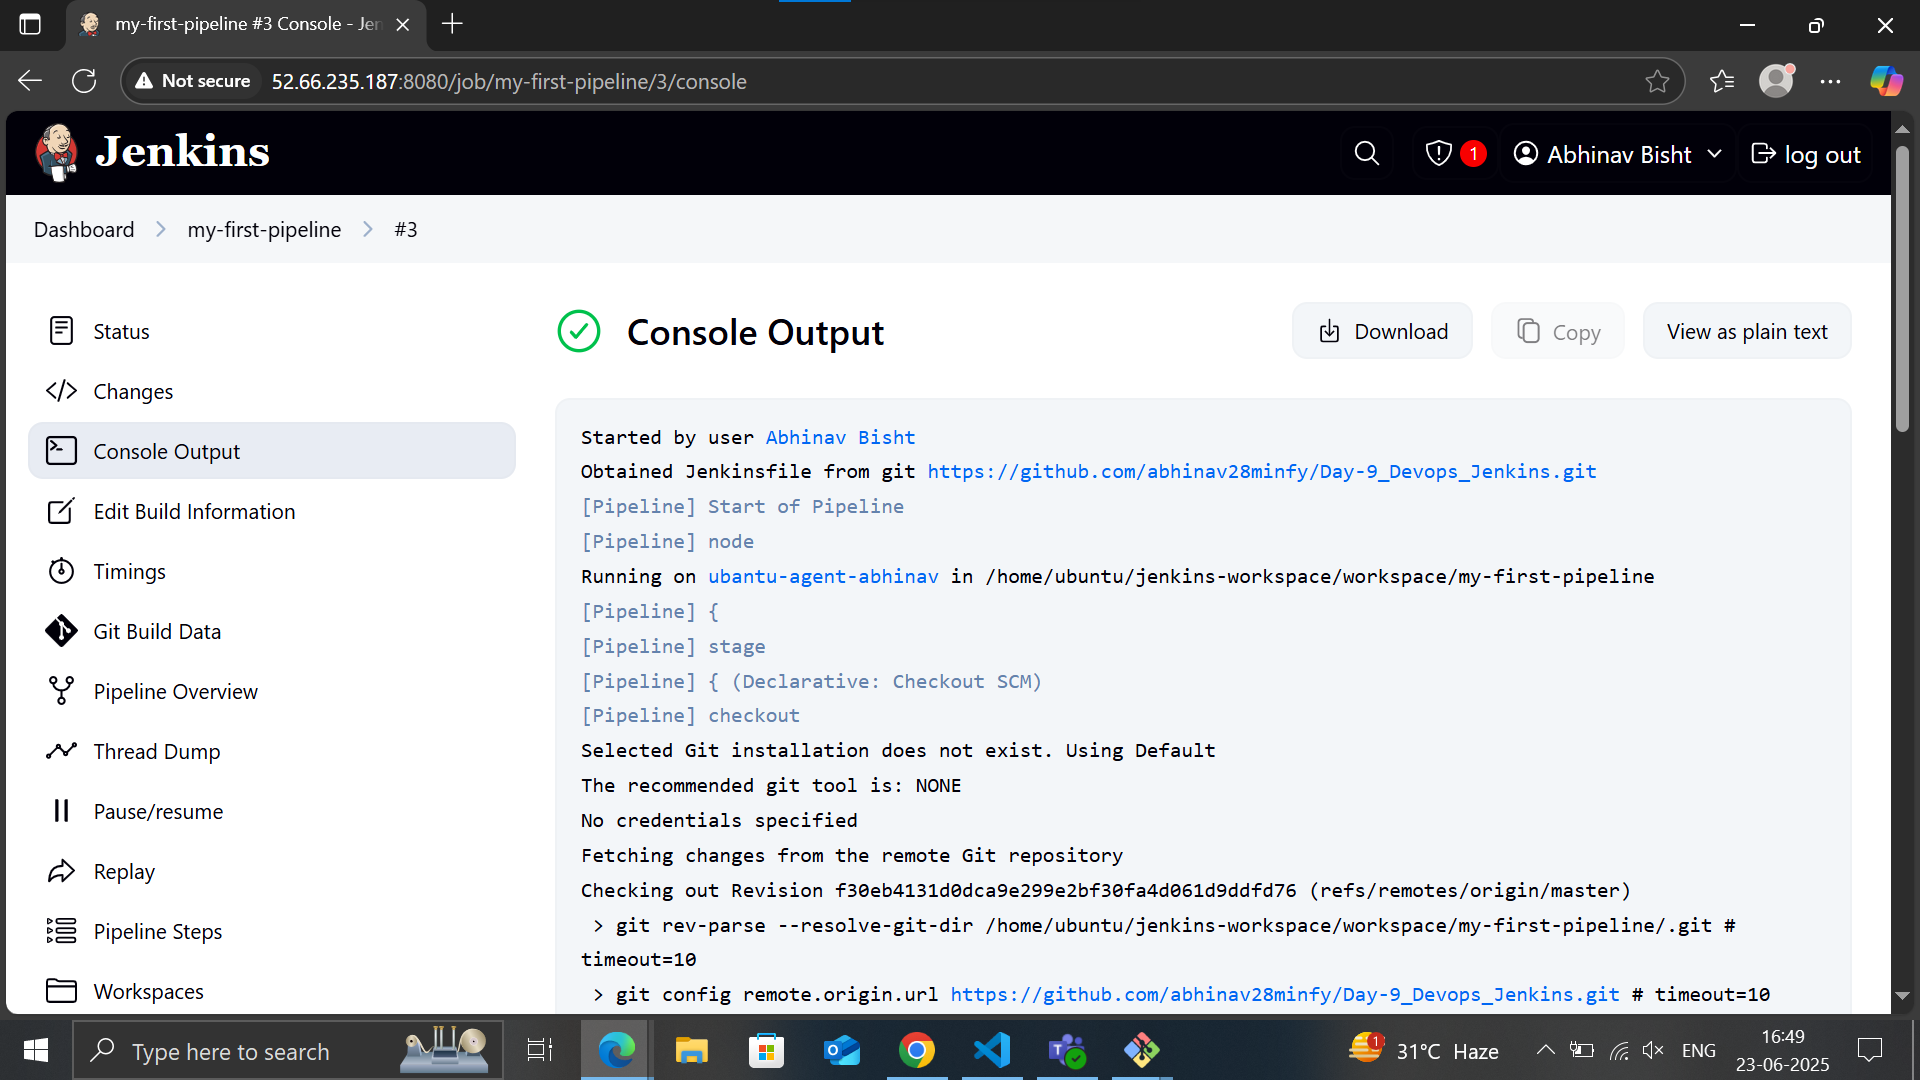 my-first-pipeline #3 Console - Jen
Not secure 52.66.235.187:8080/job/my-first-pipeline/3/console
Jenkins
1
Abhinav Bisht
log out
Dashboard
my-first-pipeline
#3
Status
Changes
Console Output
Edit Build Information
Timings
Git Build Data
Pipeline Overview
Thread Dump
Pause/resume
Replay
Pipeline Steps
Workspaces
Console Output
Download
Copy
View as plain text
Started by user Abhinav Bisht
Obtained Jenkinsfile from git https://github.com/abhinav28minfy/Day-9_Devops_Jenkins.git
[Pipeline] Start of Pipeline
[Pipeline] node
Running on ubantu-agent-abhinav in /home/ubuntu/jenkins-workspace/workspace/my-first-pipeline
[Pipeline] {
[Pipeline] stage
[Pipeline] { (Declarative: Checkout SCM)
[Pipeline] checkout
Selected Git installation does not exist. Using Default
The recommended git tool is: NONE
No credentials specified
Fetching changes from the remote Git repository
Checking out Revision f30eb4131d0dca9e299e2bf30fa4d061d9ddfd76 (refs/remotes/origin/master)
> git rev-parse --resolve-git-dir /home/ubuntu/jenkins-workspace/workspace/my-first-pipeline/.git #
timeout=10
> git config remote.origin.url https://github.com/abhinav28minfy/Day-9_Devops_Jenkins.git # timeout=10
Type here to search
1
31°C Haze
ENG
16:49
23-06-2025